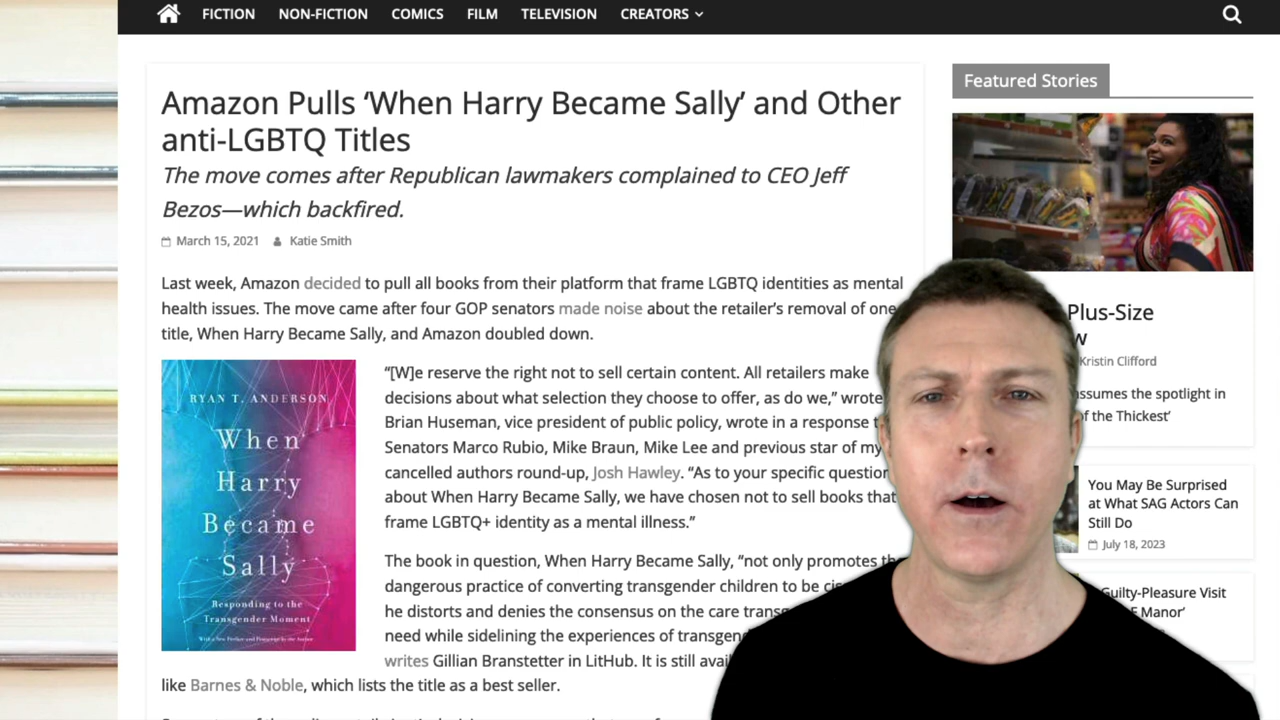 FICTION NON-FICTION COMICS FILM TELEVISION CREATORS
Amazon Pulls ‘When Harry Became Sally’ and Other
anti-LGBTQ Titles
The move comes after Republican lawmakers complained to CEO Jeff
Bezos—which backfired.
March 15, 2021 Katie Smith
Last week, Amazon decided to pull all books from their platform that frame LGBTQ identities as mental
health issues. The move came after four GOP senators made noise about the retailer’s removal of one
title, When Harry Became Sally, and Amazon doubled down.
RYAN T. ANDERSON
When
Harry
Became
Sally
Responding to the
Transgender Moment
“[W]e reserve the right not to sell certain content. All retailers make
decisions about what selection they choose to offer, as do we,” wrote
Brian Huseman, vice president of public policy, wrote in a response
Senators Marco Rubio, Mike Braun, Mike Lee and previous star of my
cancelled authors round-up, Josh Hawley. “As to your specific question
about When Harry Became Sally, we have chosen not to sell books that
frame LGBTQ+ identity as a mental illness.”
The book in question, When Harry Became Sally, “not only promotes
dangerous practice of converting transgender children to be
he distorts and denies the consensus on the care
need while sidelining the experiences of
writes Gillian Branstetter in LitHub. It is still
like Barnes & Noble, which lists the title as a best seller.
Featured Stories
Plus-Size
Kristin Clifford
assumes the spotlight in
of the Thickest’
You May Be Surprised
at What SAG Actors Can
Still Do
July 18, 2023
Guilty-Pleasure Visit
Manor’